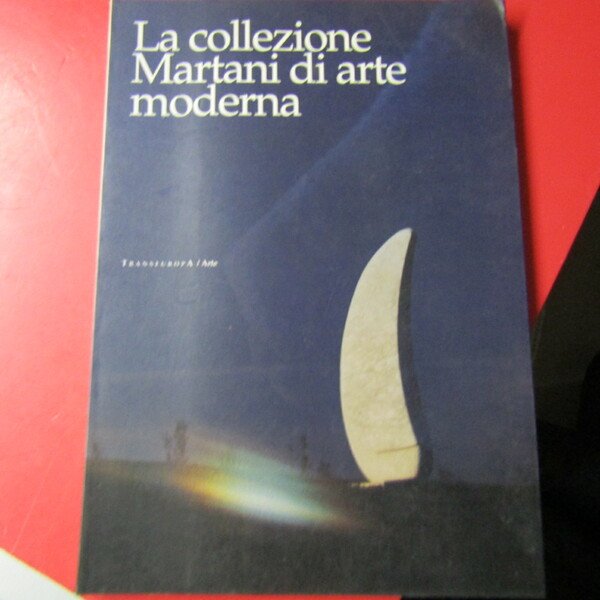 La collezione
Martani di arte
moderna
TRANSEUROPA / Arte